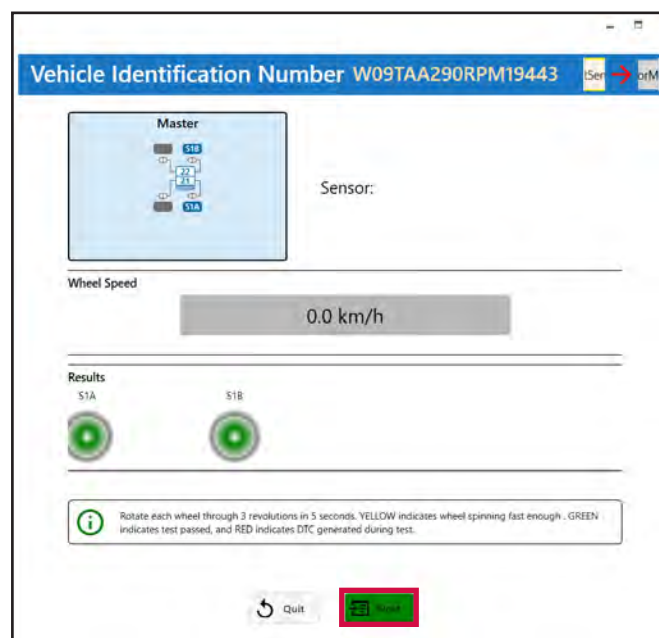 Vehicle Identification Number W09TAA290RPM19443 tSen orM
Master
S1B
22
21
S1A
Sensor:
Wheel Speed
0.0 km/h
Results
S1A S1B
Rotate each wheel through 3 revolutions in 5 seconds. YELLOW indicates wheel spinning fast enough . GREEN
indicates test passed, and RED indicates DTC generated during test.
Quit